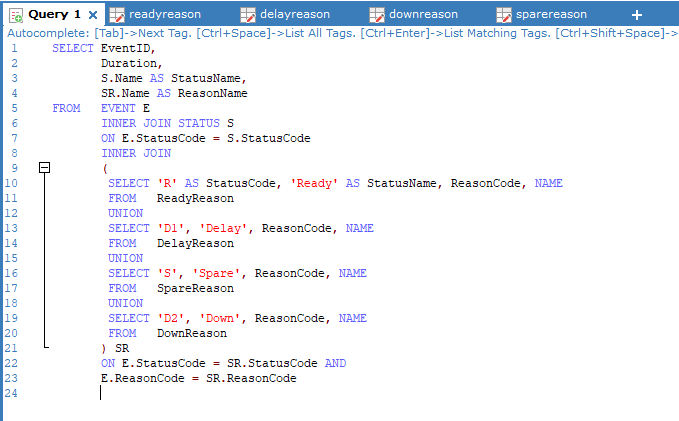 Query 1 readyreason delayreason downreason sparereason
Autocomplete: [Tab]->Next Tag. [Ctrl+Space]->List All Tags. [Ctrl+Enter]->List Matching Tags. [Ctrl+Shift+Space]->
1 SELECT EventID,
2 Duration,
3 S.Name AS StatusName,
4 SR.Name AS ReasonName
5 FROM EVENT E
6 INNER JOIN STATUS S
7 ON E.StatusCode = S.StatusCode
8 INNER JOIN
9 (
10 SELECT 'R' AS StatusCode, 'Ready' AS StatusName, ReasonCode, NAME
11 FROM ReadyReason
12 UNION
13 SELECT 'D1', 'Delay', ReasonCode, NAME
14 FROM DelayReason
15 UNION
16 SELECT 'S', 'Spare', ReasonCode, NAME
17 FROM SpareReason
18 UNION
19 SELECT 'D2', 'Down', ReasonCode, NAME
20 FROM DownReason
21 ) SR
22 ON E.StatusCode = SR.StatusCode AND
23 E.ReasonCode = SR.ReasonCode
24